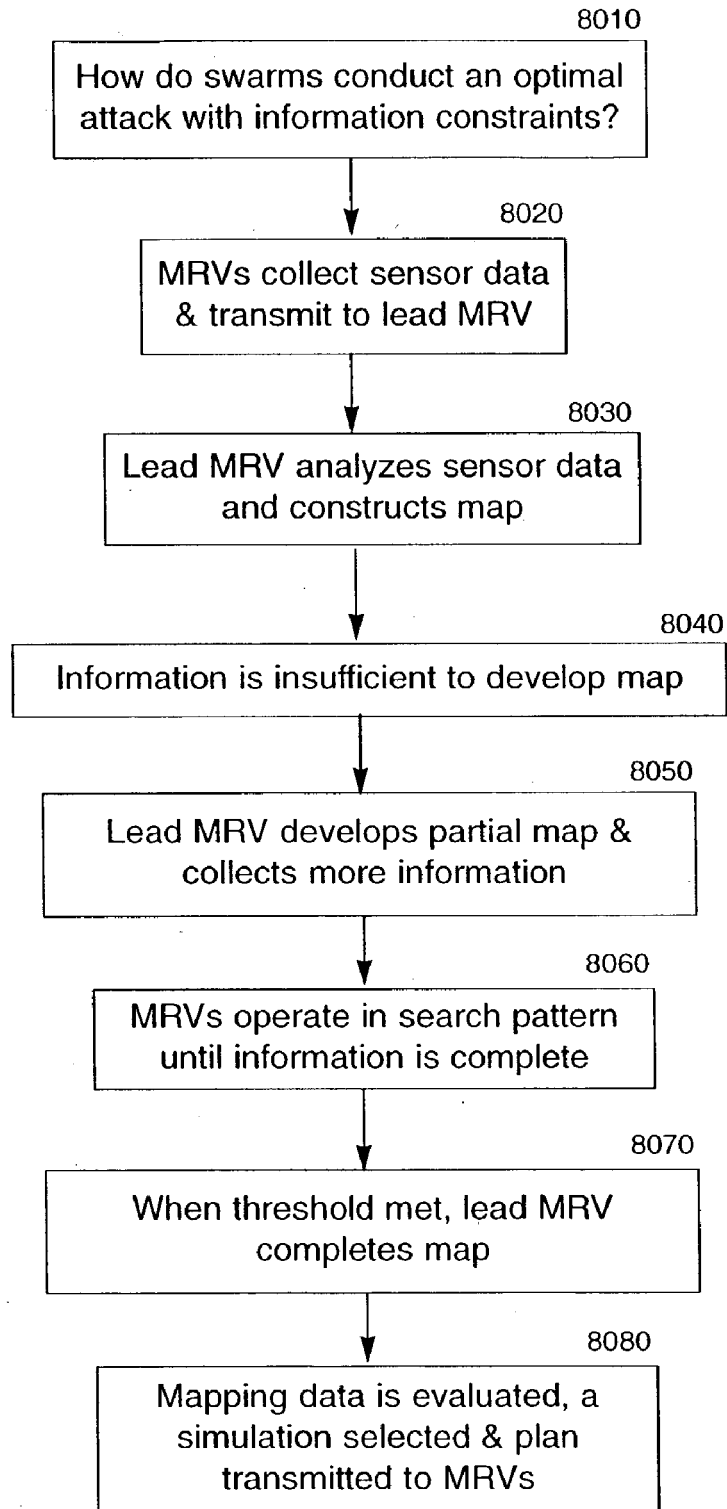 8010
How do swarms conduct an optimal
attack with information constraints?
8020
MRVs collect sensor data
& transmit to lead MRV
8030
Lead MRV analyzes sensor data
and constructs map
8040
Information is insufficient to develop map
8050
Lead MRV develops partial map &
collects more information
8060
MRVs operate in search pattern
until information is complete
8070
When threshold met, lead MRV
completes map
8080
Mapping data is evaluated, a
simulation selected & plan
transmitted to MRVs